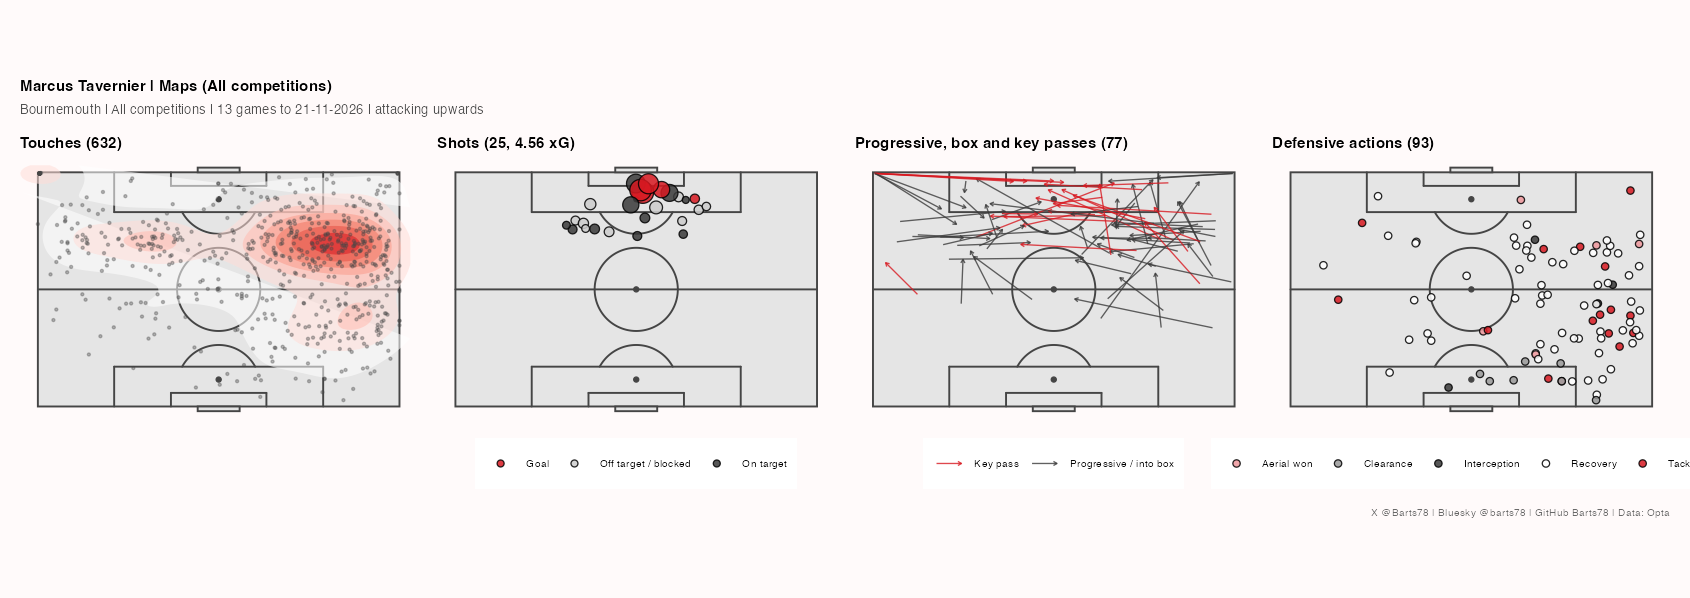 Marcus Tavernier | Maps (All competitions)
Bournemouth | All competitions | 13 games to 21-11-2026 | attacking upwards
Touches (632)
Shots (25, 4.56 xG)
Progressive, box and key passes (77)
Defensive actions (93)
Goal
Off target / blocked
On target
Key pass
Progressive / into box
Aerial won
Clearance
Interception
Recovery
Tack
X @Barts78 | Bluesky @barts78 | GitHub Barts78 | Data: Opta